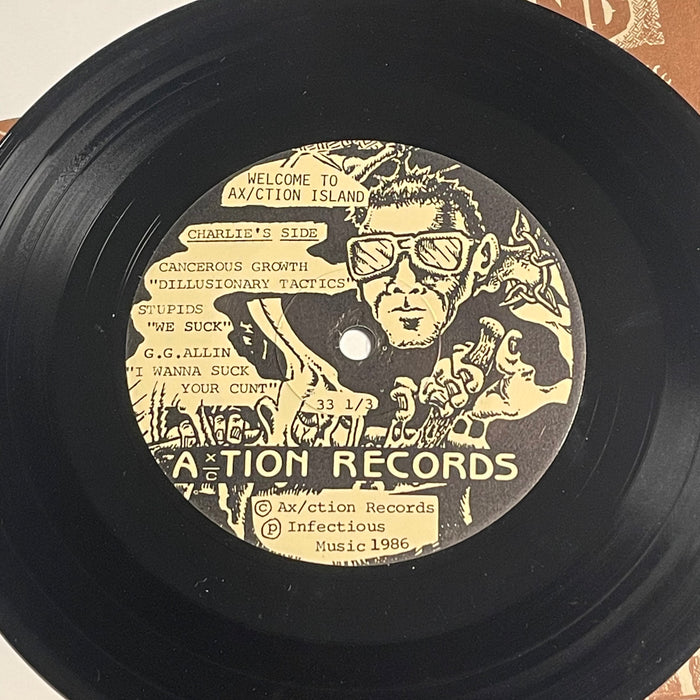 WELCOME TO
AX/CTION ISLAND
CHARLIE'S SIDE
CANCEROUS GROWTH
"DILLUSIONARY TACTICS"
STUPIDS
"WE SUCK"
G.G.ALLIN
"I WANNA SUCK
YOUR CUNT"
33 1/3
A X/C TION RECORDS
© Ax/ction Records
℗ Infectious
Music 1986